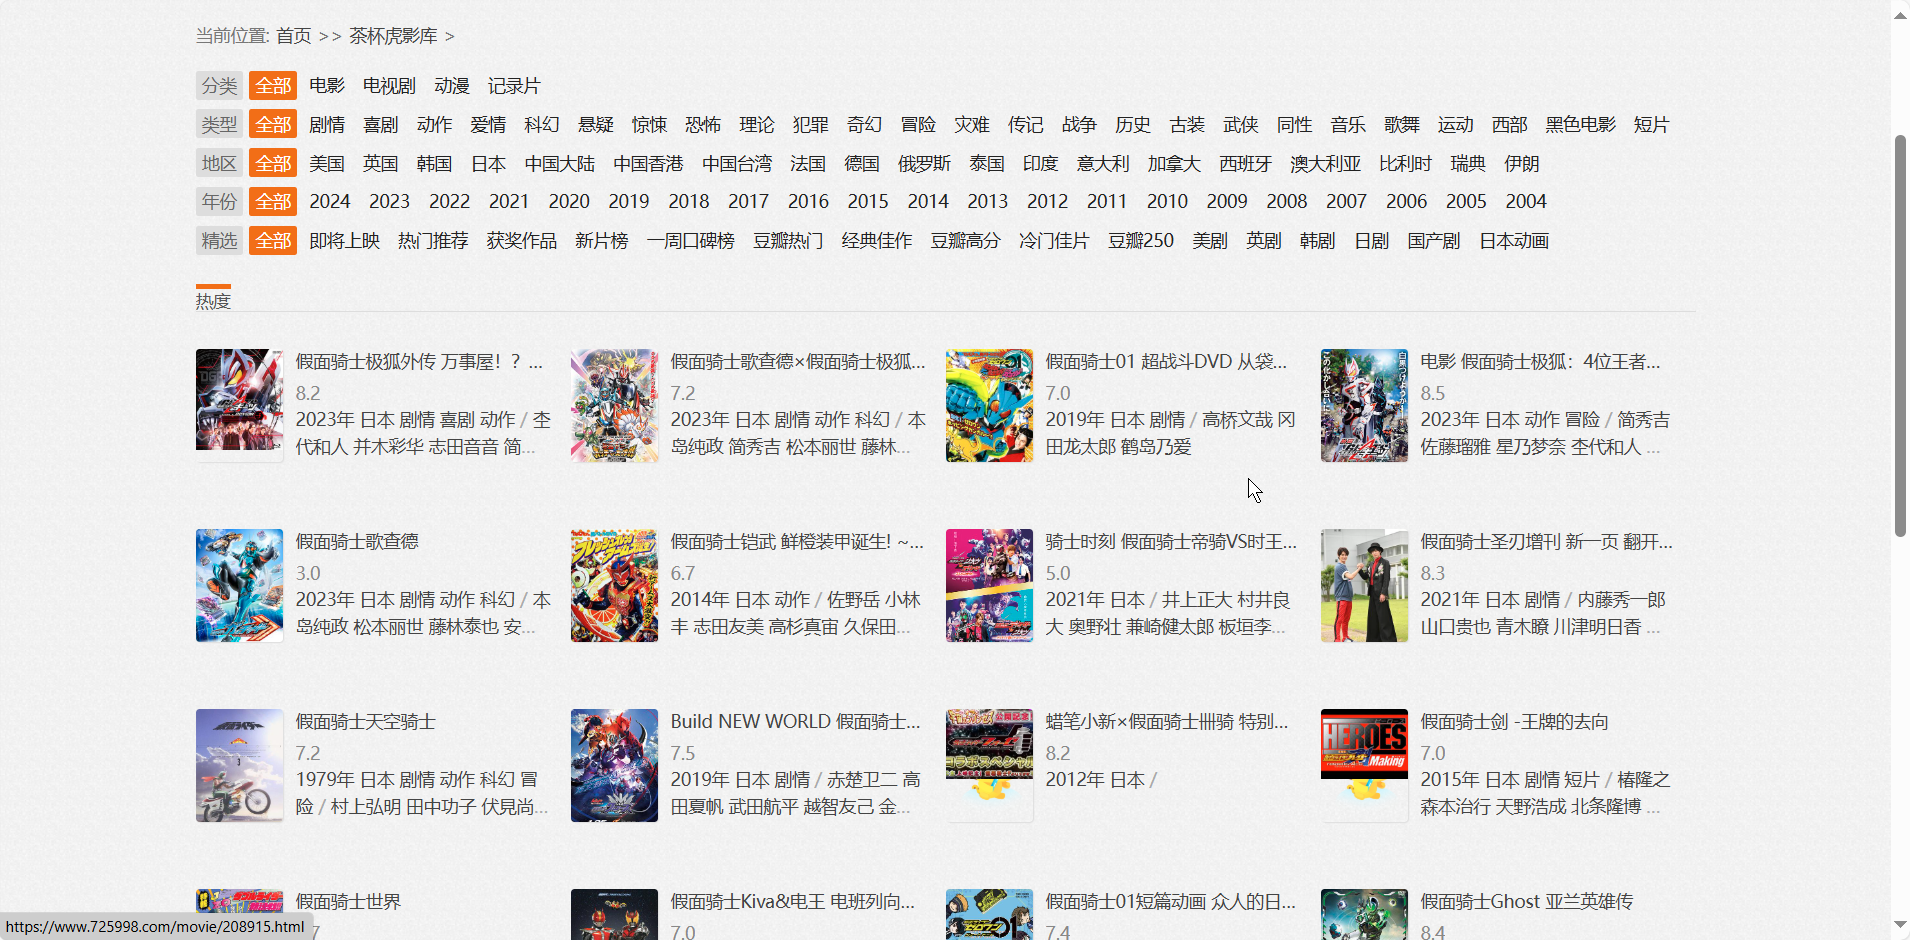 当前位置: 首页 >> 茶杯虎影库 >
分类 全部 电影 电视剧 动漫 记录片
类型 全部 剧情 喜剧 动作 爱情 科幻 悬疑 惊悚 恐怖 理论 犯罪 奇幻 冒险 灾难 传记 战争 历史 古装 武侠 同性 音乐 歌舞 运动 西部 黑色电影 短片
地区 全部 美国 英国 韩国 日本 中国大陆 中国香港 中国台湾 法国 德国 俄罗斯 泰国 印度 意大利 加拿大 西班牙 澳大利亚 比利时 瑞典 伊朗
年份 全部 2024 2023 2022 2021 2020 2019 2018 2017 2016 2015 2014 2013 2012 2011 2010 2009 2008 2007 2006 2005 2004
精选 全部 即将上映 热门推荐 获奖作品 新片榜 一周口碑榜 豆瓣热门 经典佳作 豆瓣高分 冷门佳片 豆瓣250 美剧 英剧 韩剧 日剧 国产剧 日本动画
热度
假面骑士极狐外传 万事屋！？...
8.2
2023年 日本 剧情 喜剧 动作 / 杢
代和人 并木彩华 志田音音 简...
假面骑士歌查德×假面骑士极狐...
7.2
2023年 日本 剧情 动作 科幻 / 本
岛纯政 简秀吉 松本丽世 藤林...
假面骑士01 超战斗DVD 从袋...
7.0
2019年 日本 剧情 / 高桥文哉 冈
田龙太郎 鹤岛乃爱
电影 假面骑士极狐：4位王者...
8.5
2023年 日本 动作 冒险 / 简秀吉
佐藤瑠雅 星乃梦奈 杢代和人 ...
假面骑士歌查德
3.0
2023年 日本 剧情 动作 科幻 / 本
岛纯政 松本丽世 藤林泰也 安...
假面骑士铠武 鲜橙装甲诞生! ~...
6.7
2014年 日本 动作 / 佐野岳 小林
丰 志田友美 高杉真宙 久保田...
骑士时刻 假面骑士帝骑VS时王...
5.0
2021年 日本 / 井上正大 村井良
大 奥野壮 兼崎健太郎 板垣李...
假面骑士圣刃增刊 新一页 翻开...
8.3
2021年 日本 剧情 / 内藤秀一郎
山口贵也 青木瞭 川津明日香 ...
假面骑士天空骑士
7.2
1979年 日本 剧情 动作 科幻 冒
险 / 村上弘明 田中功子 伏見尚...
Build NEW WORLD 假面骑士...
7.5
2019年 日本 剧情 / 赤楚卫二 高
田夏帆 武田航平 越智友己 金...
蜡笔小新×假面骑士卌骑 特别...
8.2
2012年 日本 /
HEROES
Making
假面骑士剑 -王牌的去向
7.0
2015年 日本 剧情 短片 / 椿隆之
森本治行 天野浩成 北条隆博 ...
假面骑士世界
7
假面骑士Kiva&电王 电班列向...
7.0
假面骑士01短篇动画 众人的日...
7.4
假面骑士Ghost 亚兰英雄传
8.4
https://www.725998.com/movie/208915.html